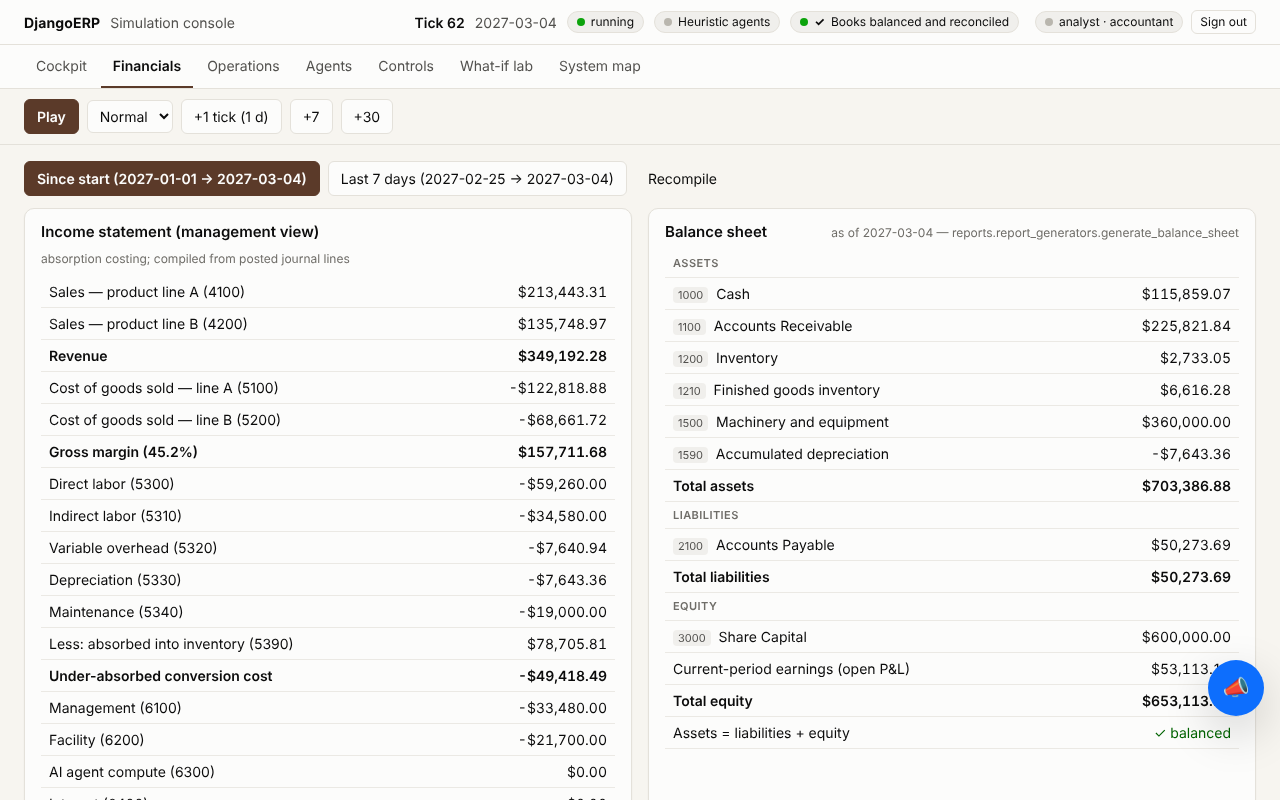 DjangoERP Simulation console Tick 62 2027-03-04 running Heuristic agents ✓ Books balanced and reconciled analyst · accountant Sign out
Cockpit Financials Operations Agents Controls What-if lab System map
Play Normal +1 tick (1 d) +7 +30
Since start (2027-01-01 → 2027-03-04) Last 7 days (2027-02-25 → 2027-03-04) Recompile
Income statement (management view)
absorption costing; compiled from posted journal lines
Sales — product line A (4100) $213,443.31
Sales — product line B (4200) $135,748.97
Revenue $349,192.28
Cost of goods sold — line A (5100) -$122,818.88
Cost of goods sold — line B (5200) -$68,661.72
Gross margin (45.2%) $157,711.68
Direct labor (5300) -$59,260.00
Indirect labor (5310) -$34,580.00
Variable overhead (5320) -$7,640.94
Depreciation (5330) -$7,643.36
Maintenance (5340) -$19,000.00
Less: absorbed into inventory (5390) $78,705.81
Under-absorbed conversion cost -$49,418.49
Management (6100) -$33,480.00
Facility (6200) -$21,700.00
AI agent compute (6300) $0.00
Balance sheet as of 2027-03-04 — reports.report_generators.generate_balance_sheet
ASSETS
1000 Cash $115,859.07
1100 Accounts Receivable $225,821.84
1200 Inventory $2,733.05
1210 Finished goods inventory $6,616.28
1500 Machinery and equipment $360,000.00
1590 Accumulated depreciation -$7,643.36
Total assets $703,386.88
LIABILITIES
2100 Accounts Payable $50,273.69
Total liabilities $50,273.69
EQUITY
3000 Share Capital $600,000.00
Current-period earnings (open P&L) $53,113.
Total equity $653,113.
Assets = liabilities + equity ✓ balanced